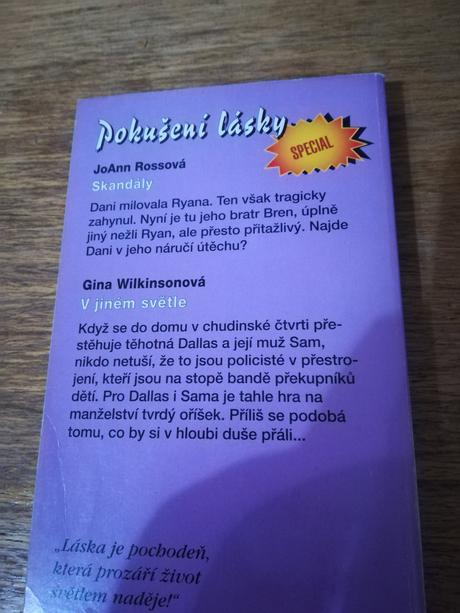 Pokušení lásky
SPECIAL
JoAnn Rossová
Skandály
Dani milovala Ryana. Ten však tragicky
zahynul. Nyní je tu jeho bratr Bren, úplně
jiný nežli Ryan, ale přesto přitažlivý. Najde
Dani v jeho náručí útěchu?
Gina Wilkinsonová
V jiném světle
Když se do domu v chudinské čtvrti pře-
stěhuje těhotná Dallas a její muž Sam,
nikdo netuší, že to jsou policisté v přestro-
jení, kteří jsou na stopě bandě překupníků
dětí. Pro Dallas i Sama je tahle hra na
manželství tvrdý oříšek. Příliš se podobá
tomu, co by si v hloubi duše přáli...
„Láska je pochodeň,
která prozáří život
světlem naděje!"